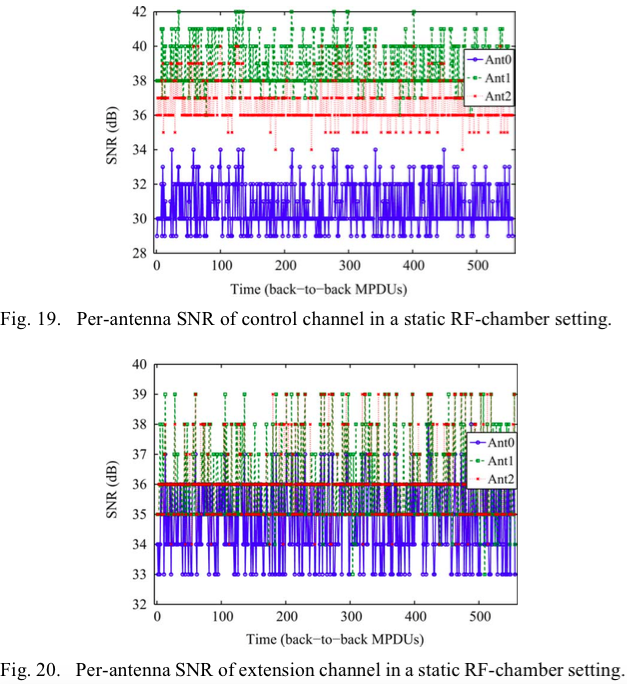 42
40
38
36
34
32
30
28
SNR (dB)
Ant0
Ant1
Ant2
0 100 200 300 400 500
Time (back−to−back MPDUs)
Fig. 19. Per-antenna SNR of control channel in a static RF-chamber setting.
40
39
38
37
36
35
34
33
32
SNR (dB)
Ant0
Ant1
Ant2
0 100 200 300 400 500
Time (back−to−back MPDUs)
Fig. 20. Per-antenna SNR of extension channel in a static RF-chamber setting.